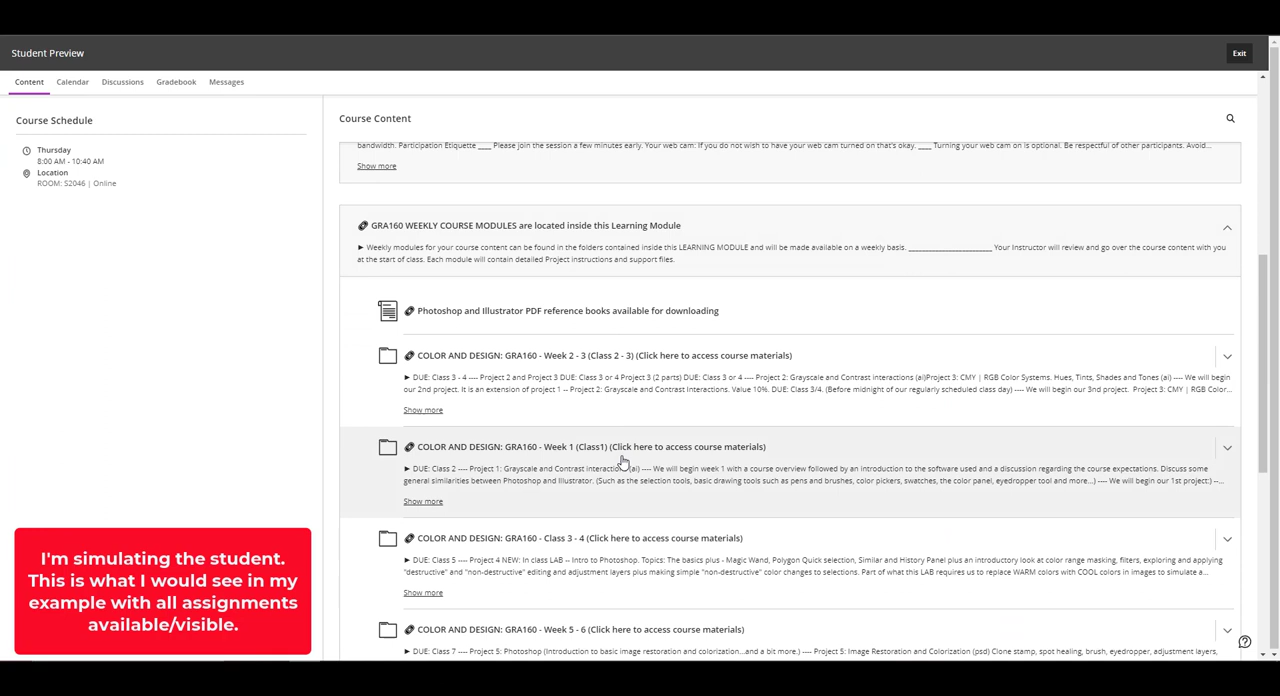 Student Preview
Exit
Content
Calendar
Discussions
Gradebook
Messages
Course Schedule
Thursday
8:00 AM - 10:40 AM
Location
ROOM: S2046 | Online
Course Content
bandwidth. Participation Etiquette ____ Please join the session a few minutes early. Your web cam: If you do not wish to have your web cam turned on that's okay. ____ Turning your web cam on is optional. Be respectful of other participants. Avoid...
Show more
GRA160 WEEKLY COURSE MODULES are located inside this Learning Module
► Weekly modules for your course content can be found in the folders contained inside this LEARNING MODULE and will be made available on a weekly basis. ________________________ Your Instructor will review and go over the course content with you
at the start of class. Each module will contain detailed Project instructions and support files.
Photoshop and Illustrator PDF reference books available for downloading
COLOR AND DESIGN: GRA160 - Week 2 - 3 (Class 2 - 3) (Click here to access course materials)
► DUE: Class 3 - 4 ---- Project 2 and Project 3 DUE: Class 3 or 4 Project 3 (2 parts) DUE: Class 3 or 4 ---- Project 2: Grayscale and Contrast interactions (ai)Project 3: CMY | RGB Color Systems. Hues, Tints, Shades and Tones (ai) ---- We will begin
our 2nd project. It is an extension of project 1 -- Project 2: Grayscale and Contrast Interactions. Value 10%. DUE: Class 3/4. (Before midnight of our regularly scheduled class day) ---- We will begin our 3nd project. Project 3: CMY | RGB Color...
Show more
COLOR AND DESIGN: GRA160 - Week 1 (Class1) (Click here to access course materials)
► DUE: Class 2 ---- Project 1: Grayscale and Contrast interactions (ai) ---- We will begin week 1 with a course overview followed by an introduction to the software used and a discussion regarding the course expectations. Discuss some
general similarities between Photoshop and Illustrator. (Such as the selection tools, basic drawing tools such as pens and brushes, color pickers, swatches, the color panel, eyedropper tool and more...) ---- We will begin our 1st project:) --...
Show more
COLOR AND DESIGN: GRA160 - Class 3 - 4 (Click here to access course materials)
► DUE: Class 5 ---- Project 4 NEW: In class LAB -- Intro to Photoshop. Topics: The basics plus - Magic Wand, Polygon Quick selection, Similar and History Panel plus an introductory look at color range masking, filters, exploring and applying
"destructive" and "non-destructive" editing and adjustment layers plus making simple "non-destructive" color changes to selections. Part of what this LAB requires us to replace WARM colors with COOL colors in images to simulate a...
Show more
COLOR AND DESIGN: GRA160 - Week 5 - 6 (Click here to access course materials)
► DUE: Class 7 ---- Project 5: Photoshop (Introduction to basic image restoration and colorization...and a bit more.) ---- Project 5: Image Restoration and Colorization (psd) Clone stamp, spot healing, brush, eyedropper, adjustment layers,
I'm simulating the student.
This is what I would see in my
example with all assignments
available/visible.